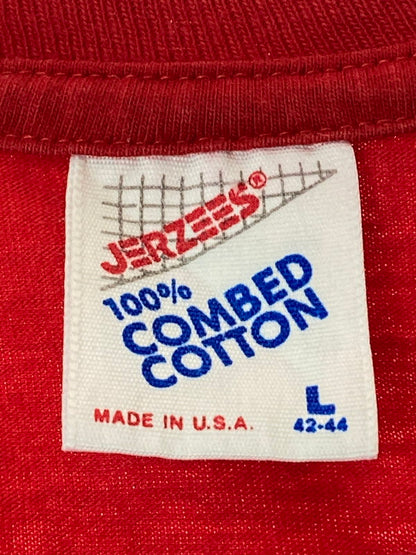 JERZEES®
100%
COMBED
COTTON
MADE IN U.S.A.
L
42-44